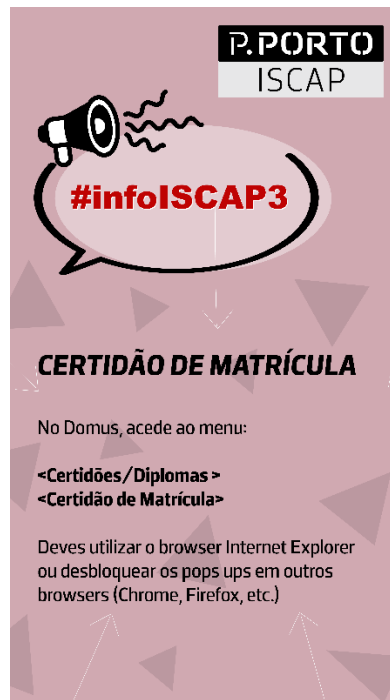 P.PORTO
ISCAP
#infoISCAP3
CERTIDÃO DE MATRÍCULA
No Domus, acede ao menu:
<Certidões/Diplomas >
<Certidão de Matrícula>
Deves utilizar o browser Internet Explorer
ou desbloquear os pops ups em outros
browsers (Chrome, Firefox, etc.)